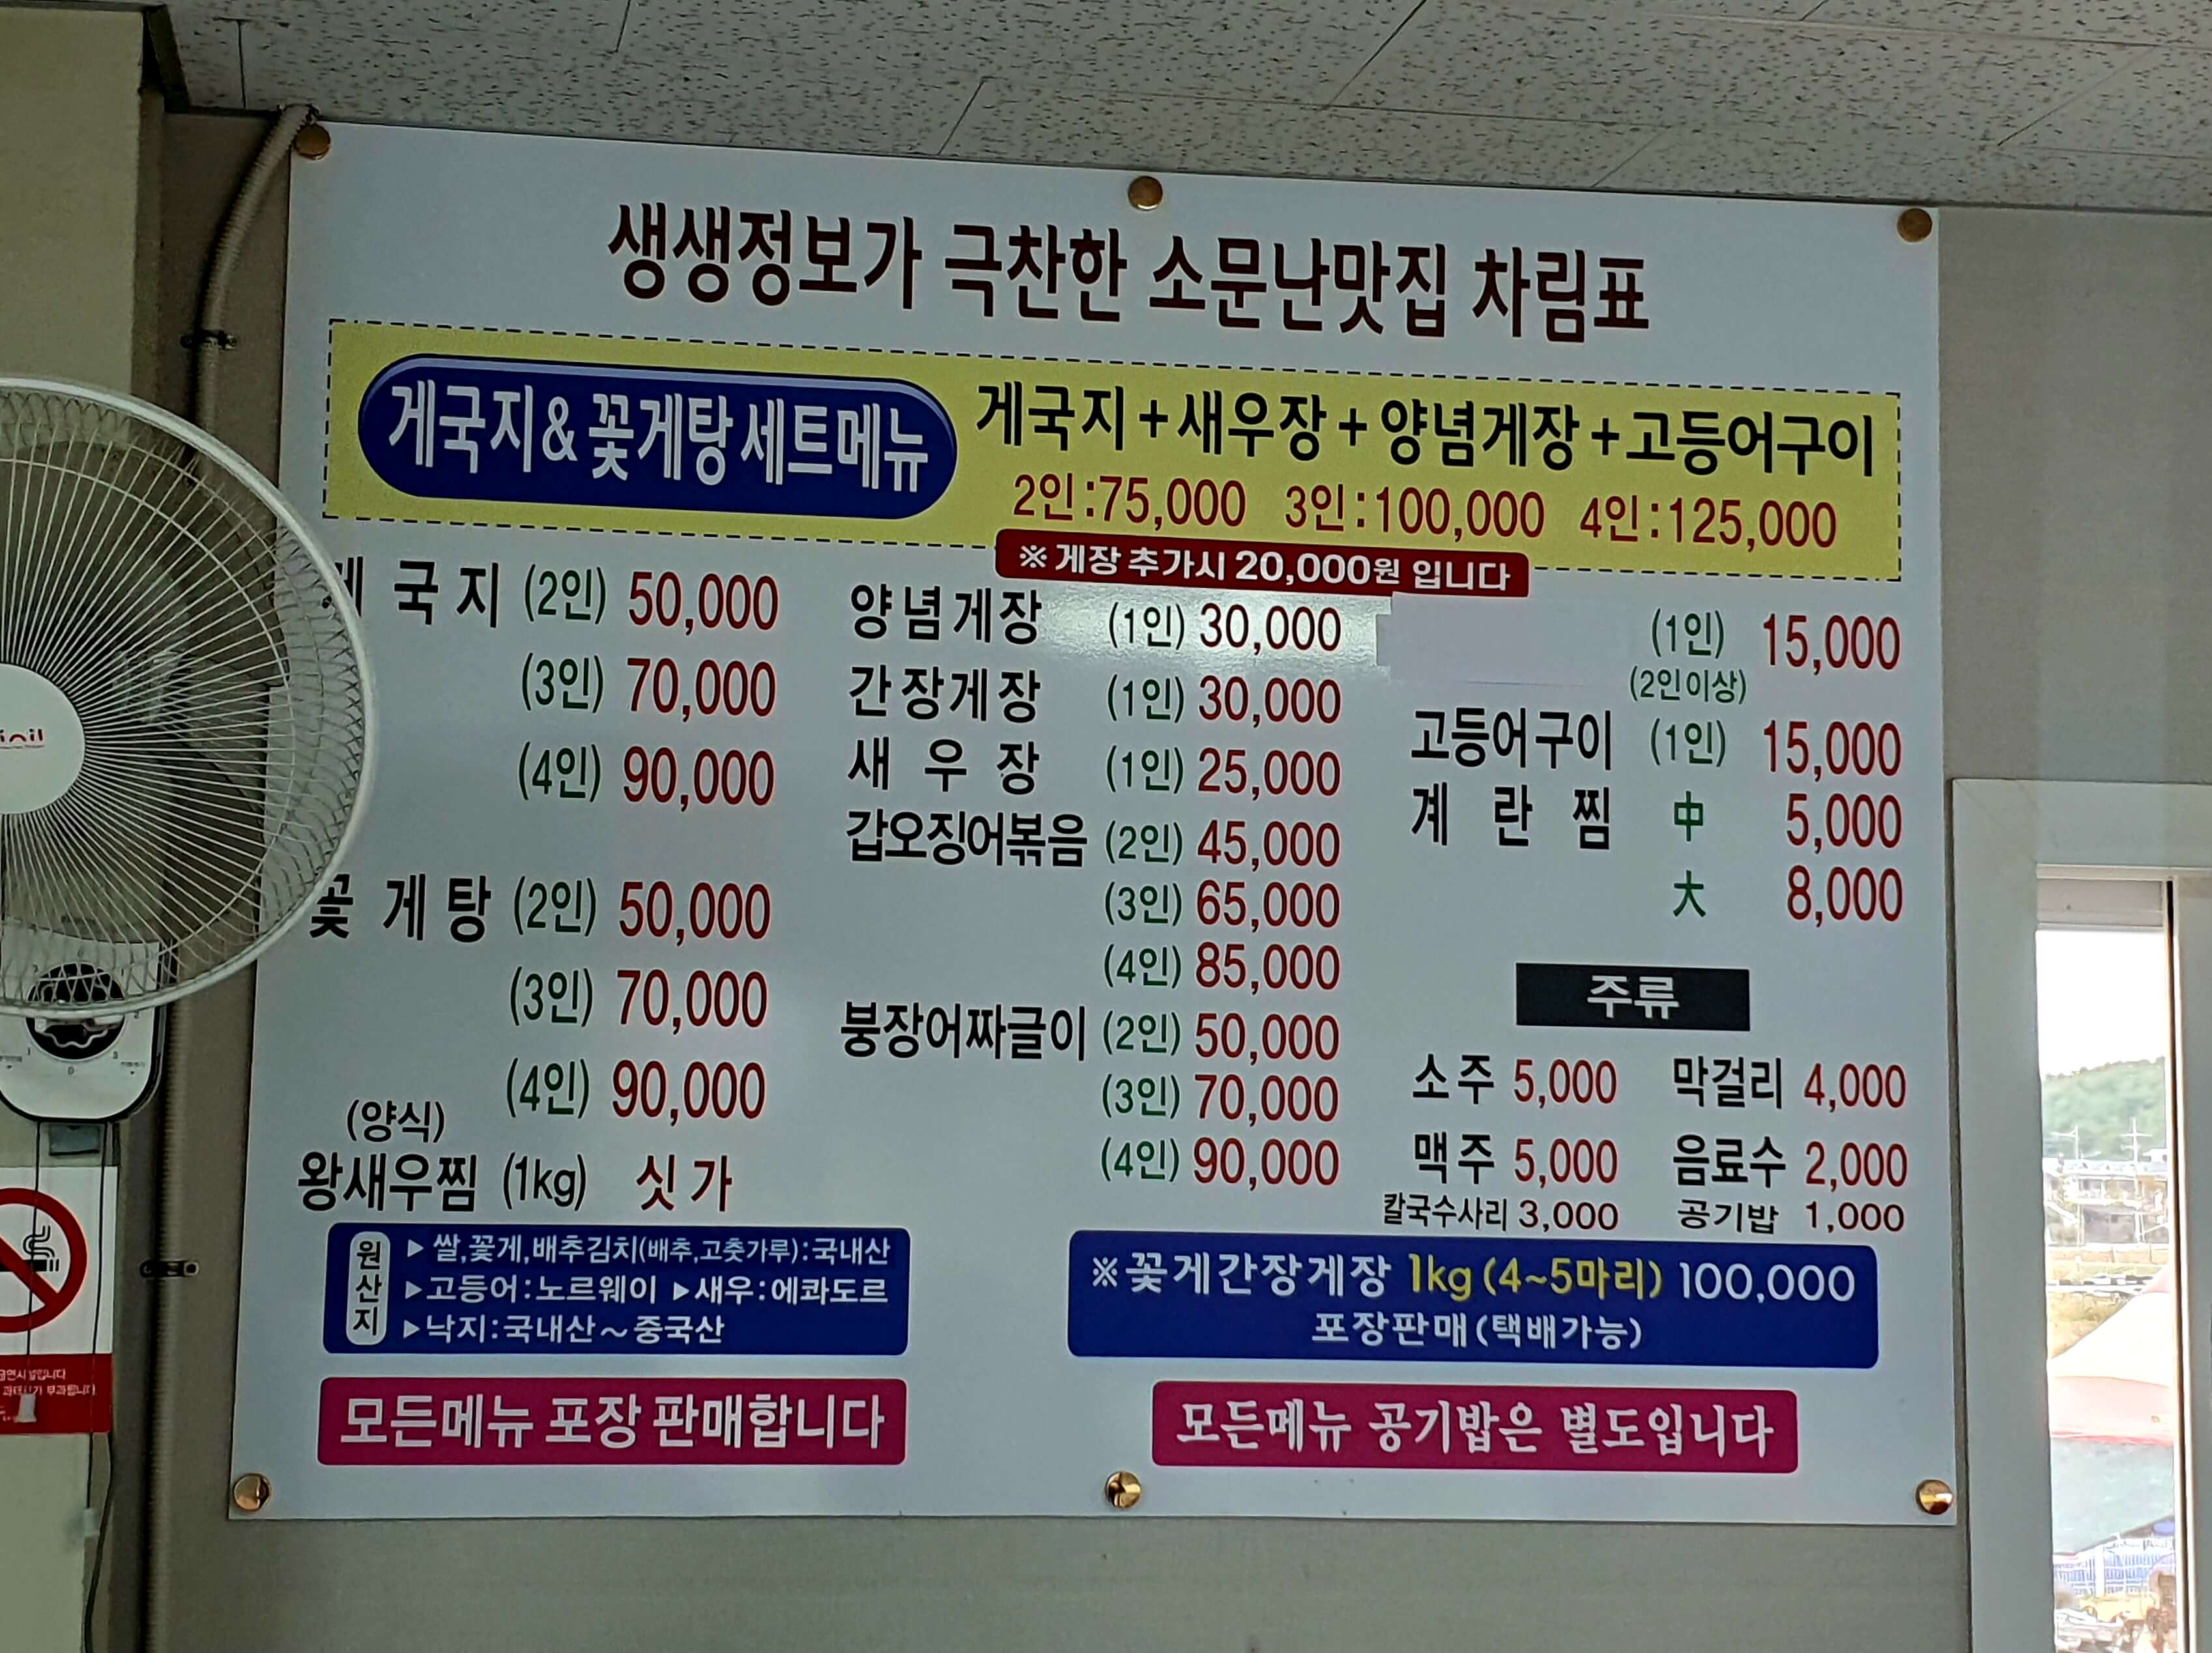 생생정보가 극찬한 소문난맛집 차림표
게국지&꽃게탕세트메뉴
게국지+새우장+양념게장+고등어구이
2인:75,000 3인:100,000 4인:125,000
※게장 추가시 20,000원 입니다
게국지 (2인) 50,000
(3인) 70,000
(4인) 90,000
꽃게탕 (2인) 50,000
(3인) 70,000
(4인) 90,000
(양식)
왕새우찜 (1kg) 싯가
양념게장 (1인) 30,000
간장게장 (1인) 30,000
새우장 (1인) 25,000
갑오징어볶음 (2인) 45,000
(3인) 65,000
(4인) 85,000
붕장어짜글이 (2인) 50,000
(3인) 70,000
(4인) 90,000
(1인) 15,000
(2인이상)
고등어구이 (1인) 15,000
계란찜 中 5,000
大 8,000
주류
소주 5,000 막걸리 4,000
맥주 5,000 음료수 2,000
칼국수사리 3,000 공기밥 1,000
원산지
▶쌀,꽃게,배추김치(배추,고춧가루):국내산
▶고등어:노르웨이 ▶새우:에콰도르
▶낙지:국내산~중국산
※꽃게간장게장 1kg(4~5마리) 100,000
포장판매(택배가능)
모든메뉴 포장 판매합니다
모든메뉴 공기밥은 별도입니다